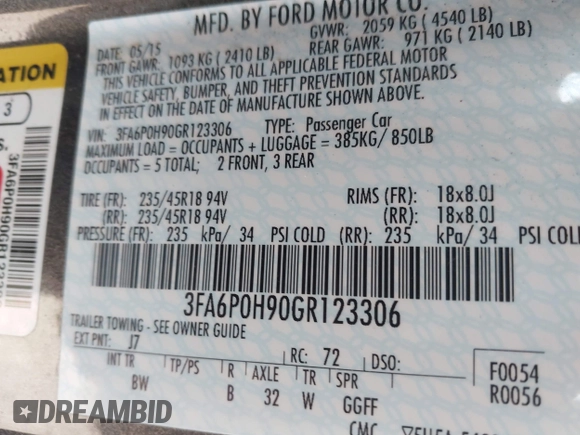 MFD. BY FORD MOTOR CO.
DATE: 05/15
GVWR: 2059 KG ( 4540 LB)
FRONT GAWR: 1093 KG ( 2410 LB)
REAR GAWR: 971 KG ( 2140 LB)
THIS VEHICLE CONFORMS TO ALL APPLICABLE FEDERAL MOTOR
VEHICLE SAFETY, BUMPER, AND THEFT PREVENTION STANDARDS
DATE OF MANUFACTURE SHOWN ABOVE.
VIN: 3FA6P0H90GR123306 TYPE: Passenger Car
MAXIMUM LOAD = OCCUPANTS + LUGGAGE = 385KG/ 850LB
OCCUPANTS = 5 TOTAL; 2 FRONT, 3 REAR
TIRE (FR): 235/45R18 94V RIMS (FR): 18x8.0J
(RR): 235/45R18 94V (RR): 18x8.0J
PRESSURE (FR): 235 kPa/ 34 PSI COLD (RR): 235 kPa/ 34 PSI COLD
3FA6P0H90GR123306
TRAILER TOWING - SEE OWNER GUIDE
EXT PNT: J7 RC: 72 DSO: F0054
R0056
INT TR TP/PS R AXLE TR SPR
BW B 32 W GGFF
CMC
3
DREAMBID